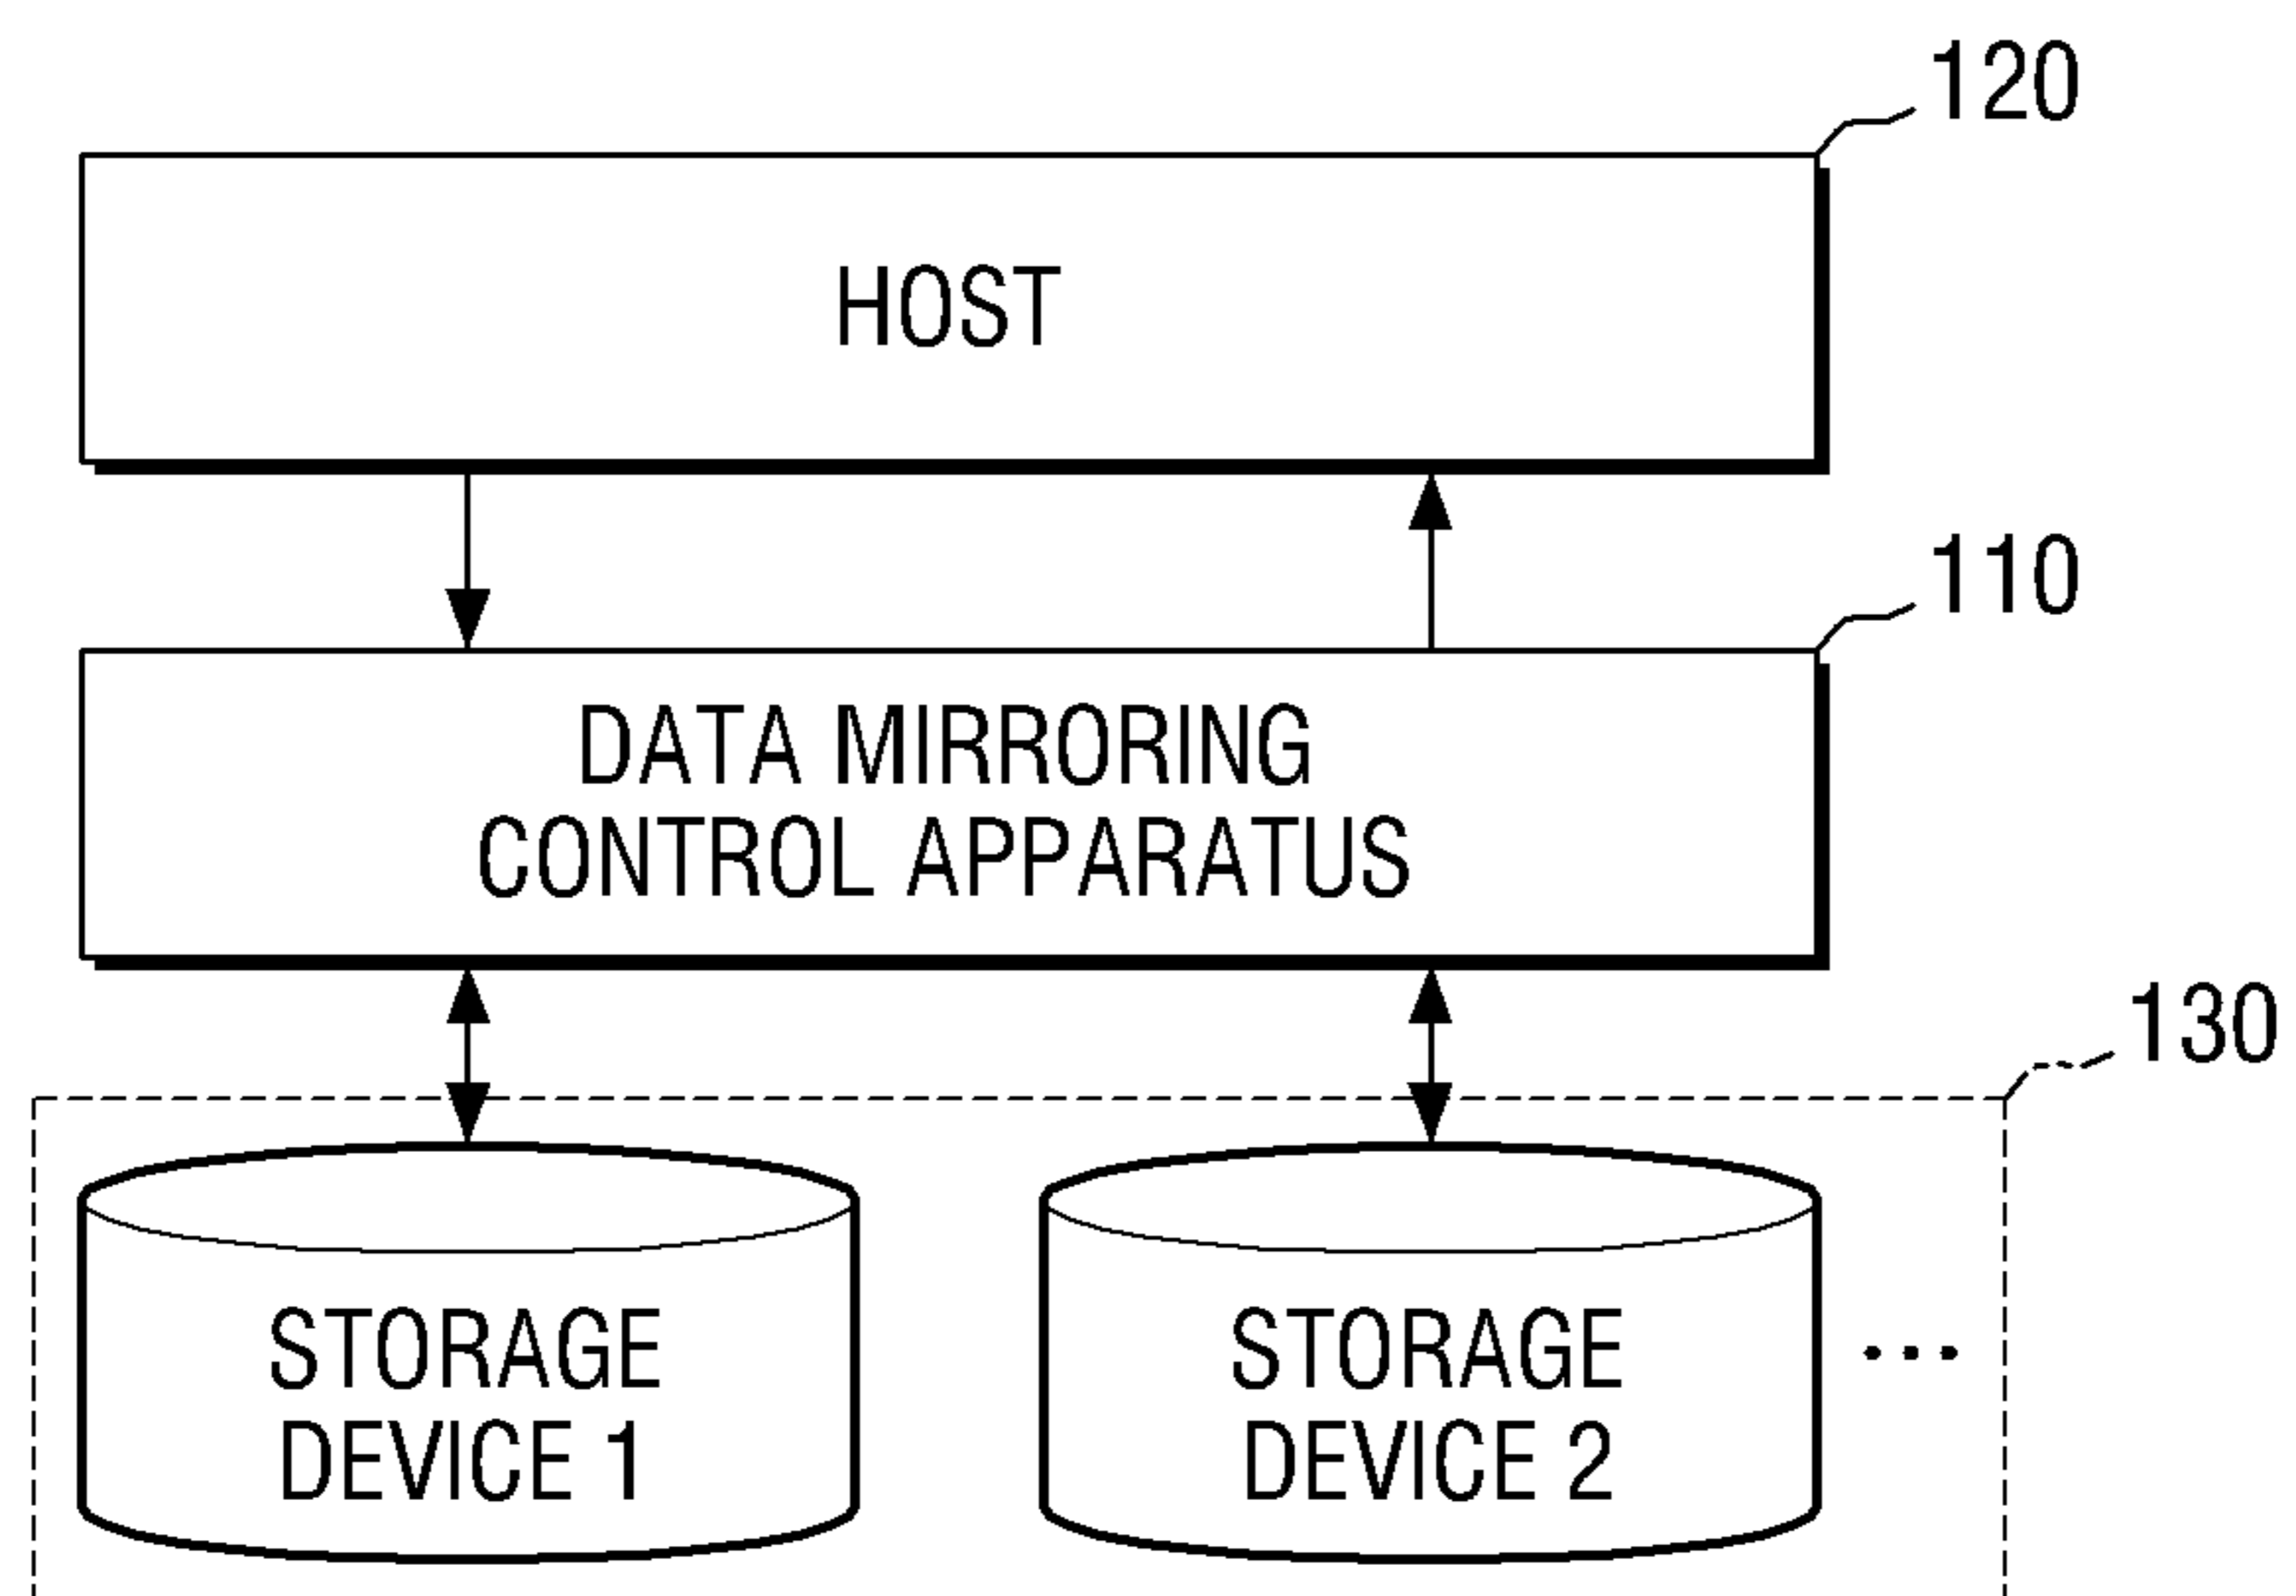 120
HOST
110
DATA MIRRORING
CONTROL APPARATUS
130
STORAGE
DEVICE 1
STORAGE
DEVICE 2
...